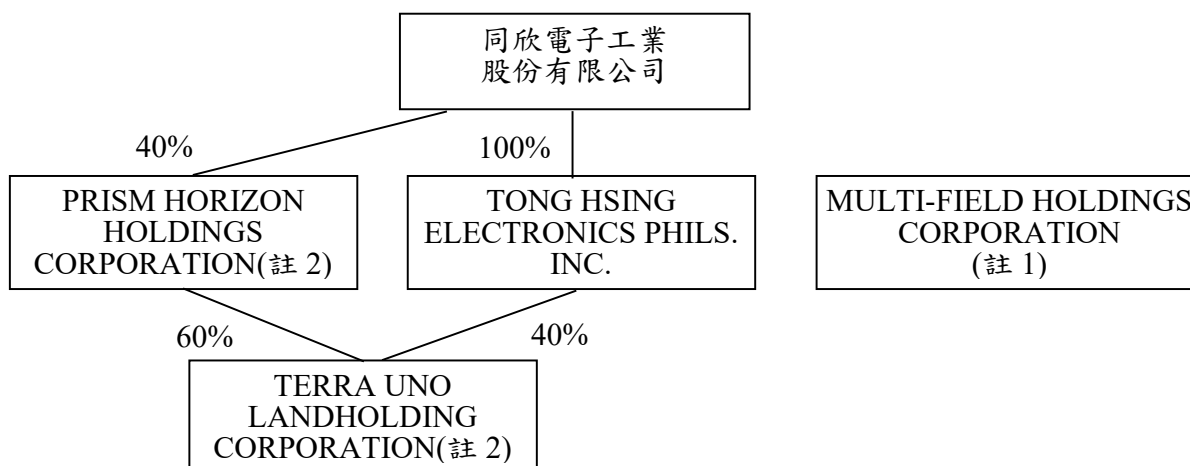 同欣電子工業
股份有限公司
40%
100%
PRISM HORIZON
HOLDINGS
CORPORATION(註 2)
TONG HSING
ELECTRONICS PHILS.
INC.
MULTI-FIELD HOLDINGS
CORPORATION
(註 1)
60%
40%
TERRA UNO
LANDHOLDING
CORPORATION(註 2)